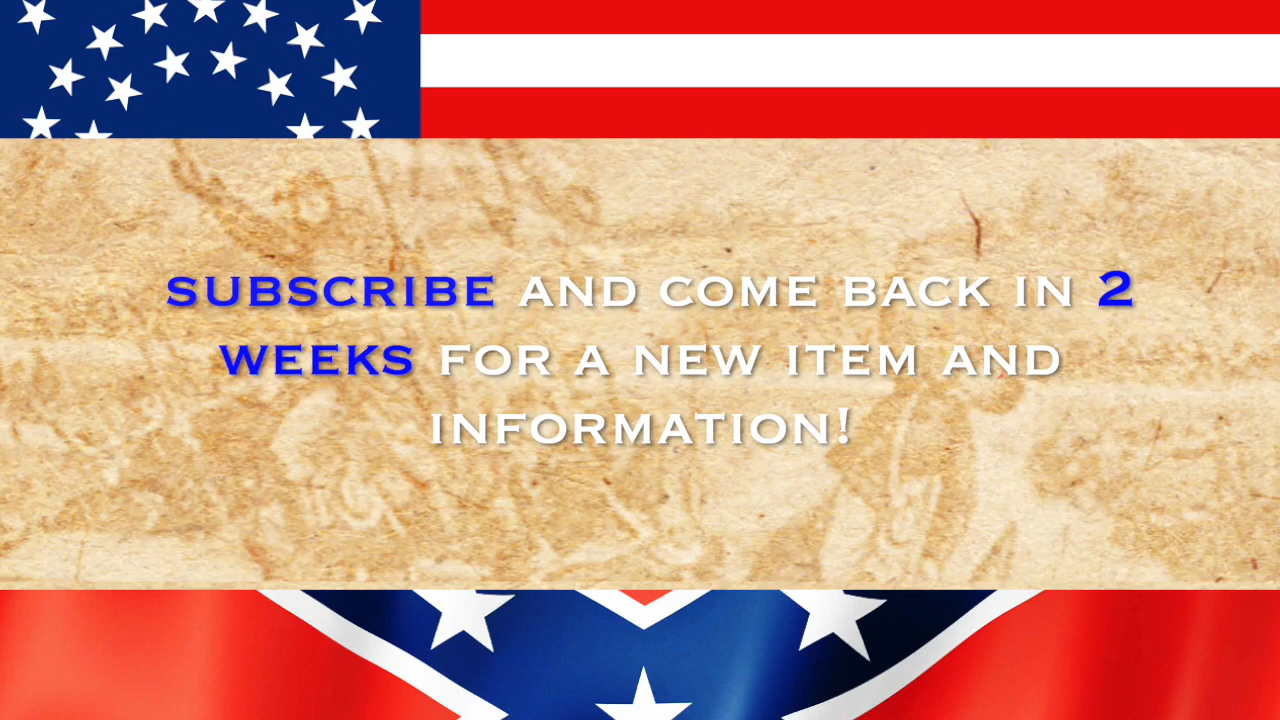 SUBSCRIBE AND COME BACK IN 2
WEEKS FOR A NEW ITEM AND
INFORMATION!